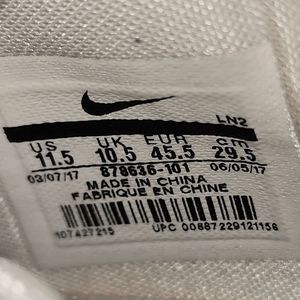 LN2
US UK EUR cm
11.5 10.5 45.5 29.5
03/07/17 878636-101 06/05/17
MADE IN CHINA
FABRIQUE EN CHINE
107427215 UPC 00887229121158